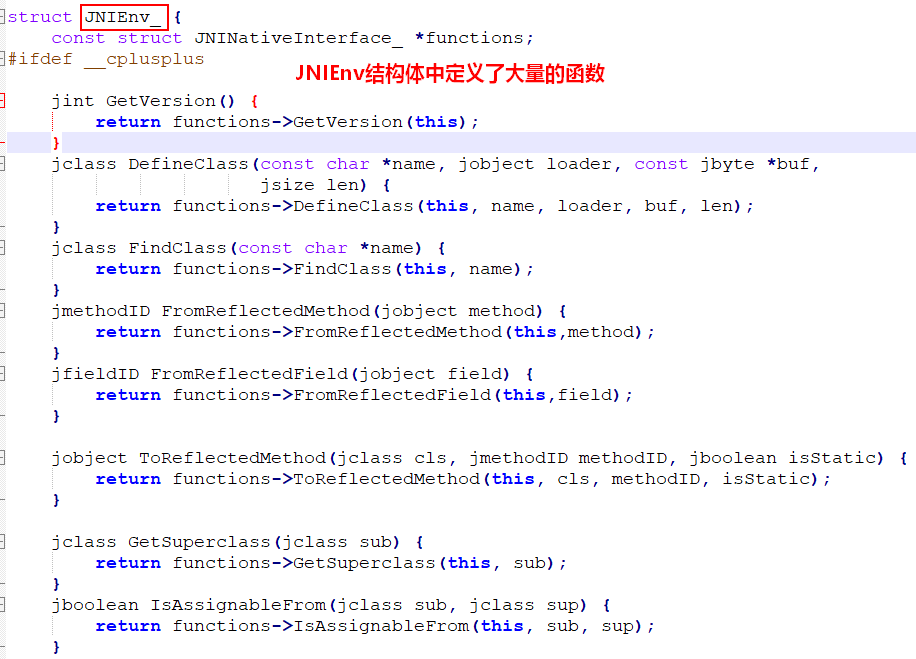 struct JNIEnv_ {
    const struct JNINativeInterface_ *functions;
#ifdef __cplusplus
JNIEnv结构体中定义了大量的函数
    jint GetVersion() {
        return functions->GetVersion(this);
    }
    jclass DefineClass(const char *name, jobject loader, const jbyte *buf,
                       jsize len) {
        return functions->DefineClass(this, name, loader, buf, len);
    }
    jclass FindClass(const char *name) {
        return functions->FindClass(this, name);
    }
    jmethodID FromReflectedMethod(jobject method) {
        return functions->FromReflectedMethod(this,method);
    }
    jfieldID FromReflectedField(jobject field) {
        return functions->FromReflectedField(this,field);
    }
    jobject ToReflectedMethod(jclass cls, jmethodID methodID, jboolean isStatic) {
        return functions->ToReflectedMethod(this, cls, methodID, isStatic);
    }
    jclass GetSuperclass(jclass sub) {
        return functions->GetSuperclass(this, sub);
    }
    jboolean IsAssignableFrom(jclass sub, jclass sup) {
        return functions->IsAssignableFrom(this, sub, sup);
    }